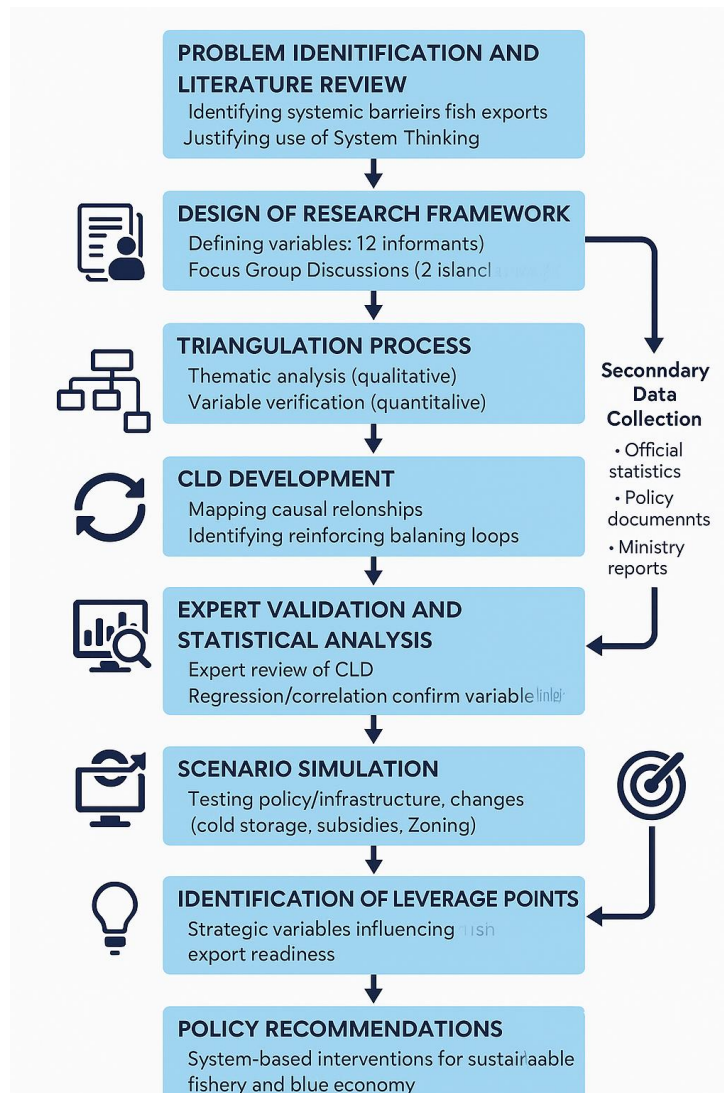 PROBLEM IDENITIFICATION AND
LITERATURE REVIEW
Identifying systemic barrieirs fish exports
Justifying use of System Thinking
DESIGN OF RESEARCH FRAMEWORK
Defining variables: 12 informants)
Focus Group Discussions (2 islancl
TRIANGULATION PROCESS
Thematic analysis (qualitative)
Variable verification (quantitalive)
Seconndary
Data
Collection
• Official
statistics
• Policy
documennts
• Ministry
reports
CLD DEVELOPMENT
Mapping causal relonships
Identifying reinforcing balaning loops
EXPERT VALIDATION AND
STATISTICAL ANALYSIS
Expert review of CLD
Regression/correlation confirm variable
SCENARIO SIMULATION
Testing policy/infrastructure, changes
(cold storage, subsidies, Zoning)
IDENTIFICATION OF LEVERAGE POINTS
Strategic variables influencing
export readiness
POLICY RECOMMENDATIONS
System-based interventions for sustainaable
fishery and blue economy